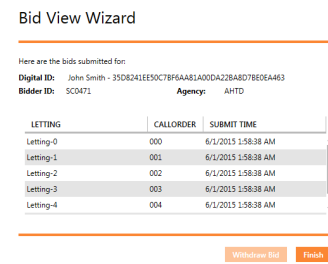 Bid View Wizard
Here are the bids submitted for:
Digital ID: John Smith - 35D8241EE50C7BF6AA81A00DA22BA8D7BE0EA463
Bidder ID: SC0471 Agency: AHTD
LETTING CALLORDER SUBMIT TIME
Letting-0 000 6/1/2015 1:58:38 AM
Letting-1 001 6/1/2015 1:58:38 AM
Letting-2 002 6/1/2015 1:58:38 AM
Letting-3 003 6/1/2015 1:58:38 AM
Letting-4 004 6/1/2015 1:58:38 AM
Withdraw Bid Finish